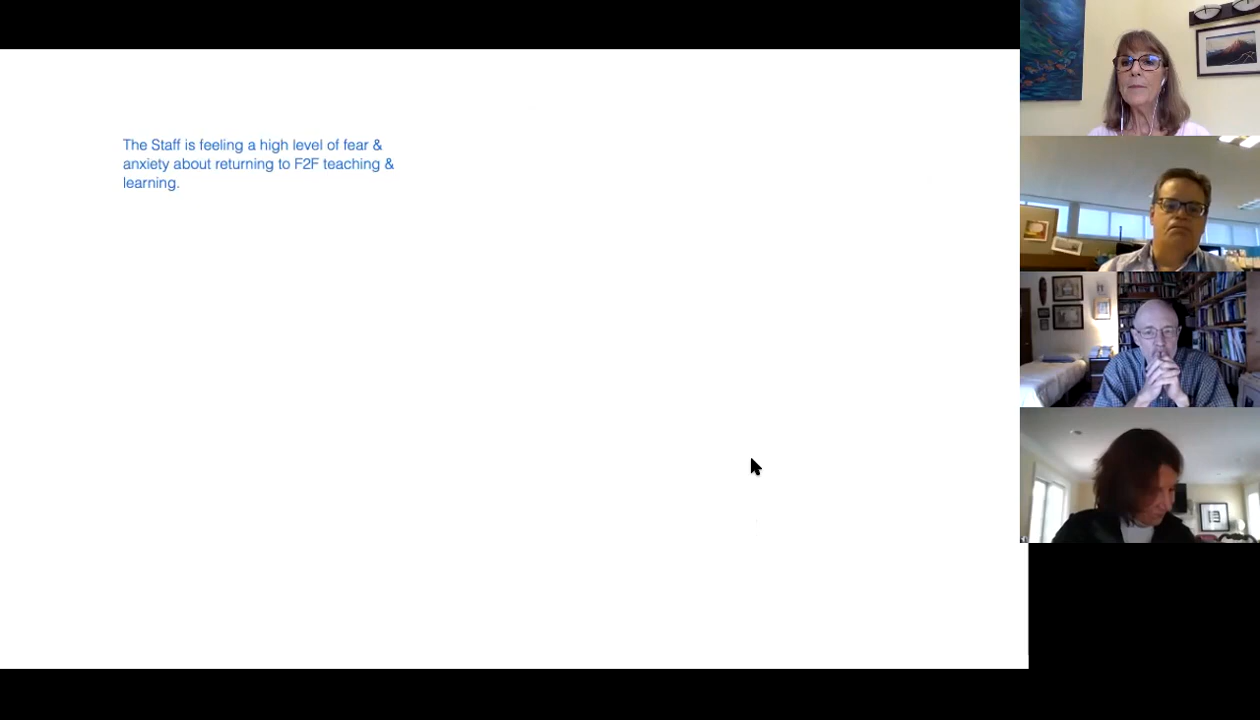 The Staff is feeling a high level of fear &
anxiety about returning to F2F teaching &
learning.